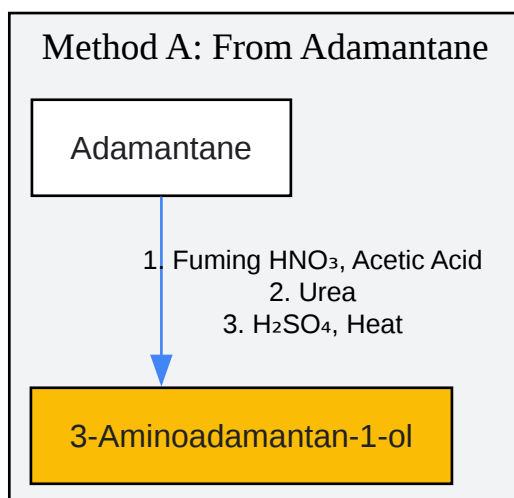 Method A: From Adamantane
Adamantane
1. Fuming HNO₃, Acetic Acid
2. Urea
3. H₂SO₄, Heat
3-Aminoadamantan-1-ol